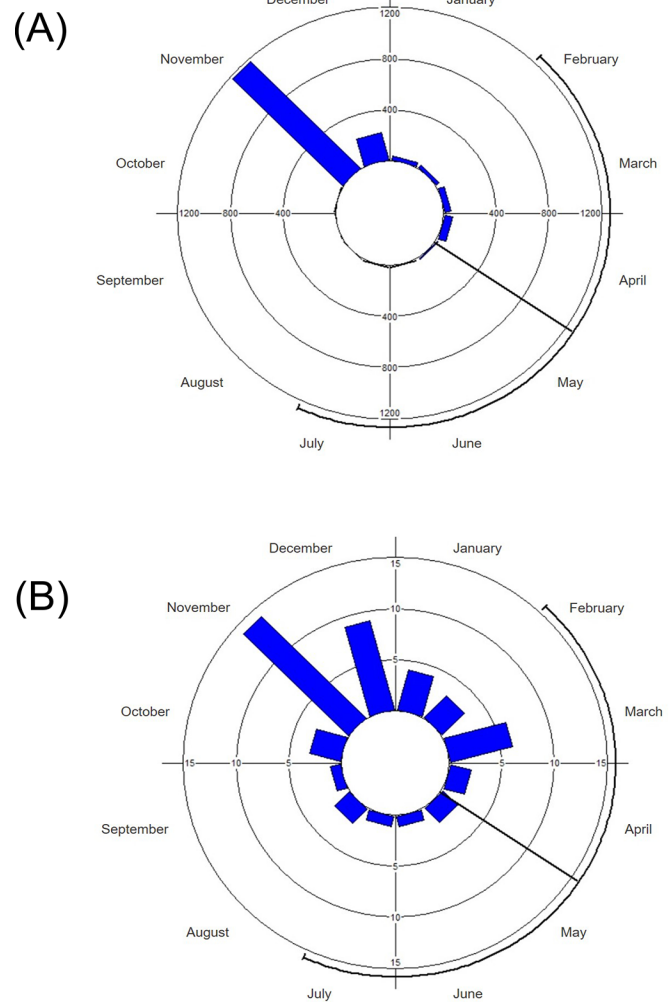 (A)
December January
1200
November 800 February
400
October March
1200 800 400 400 800 1200
September April
400
August 800 May
1200
July June
(B)
December January
15
November 10 February
5
October March
15 10 5 5 10 15
September April
5
August 10 May
15
July June